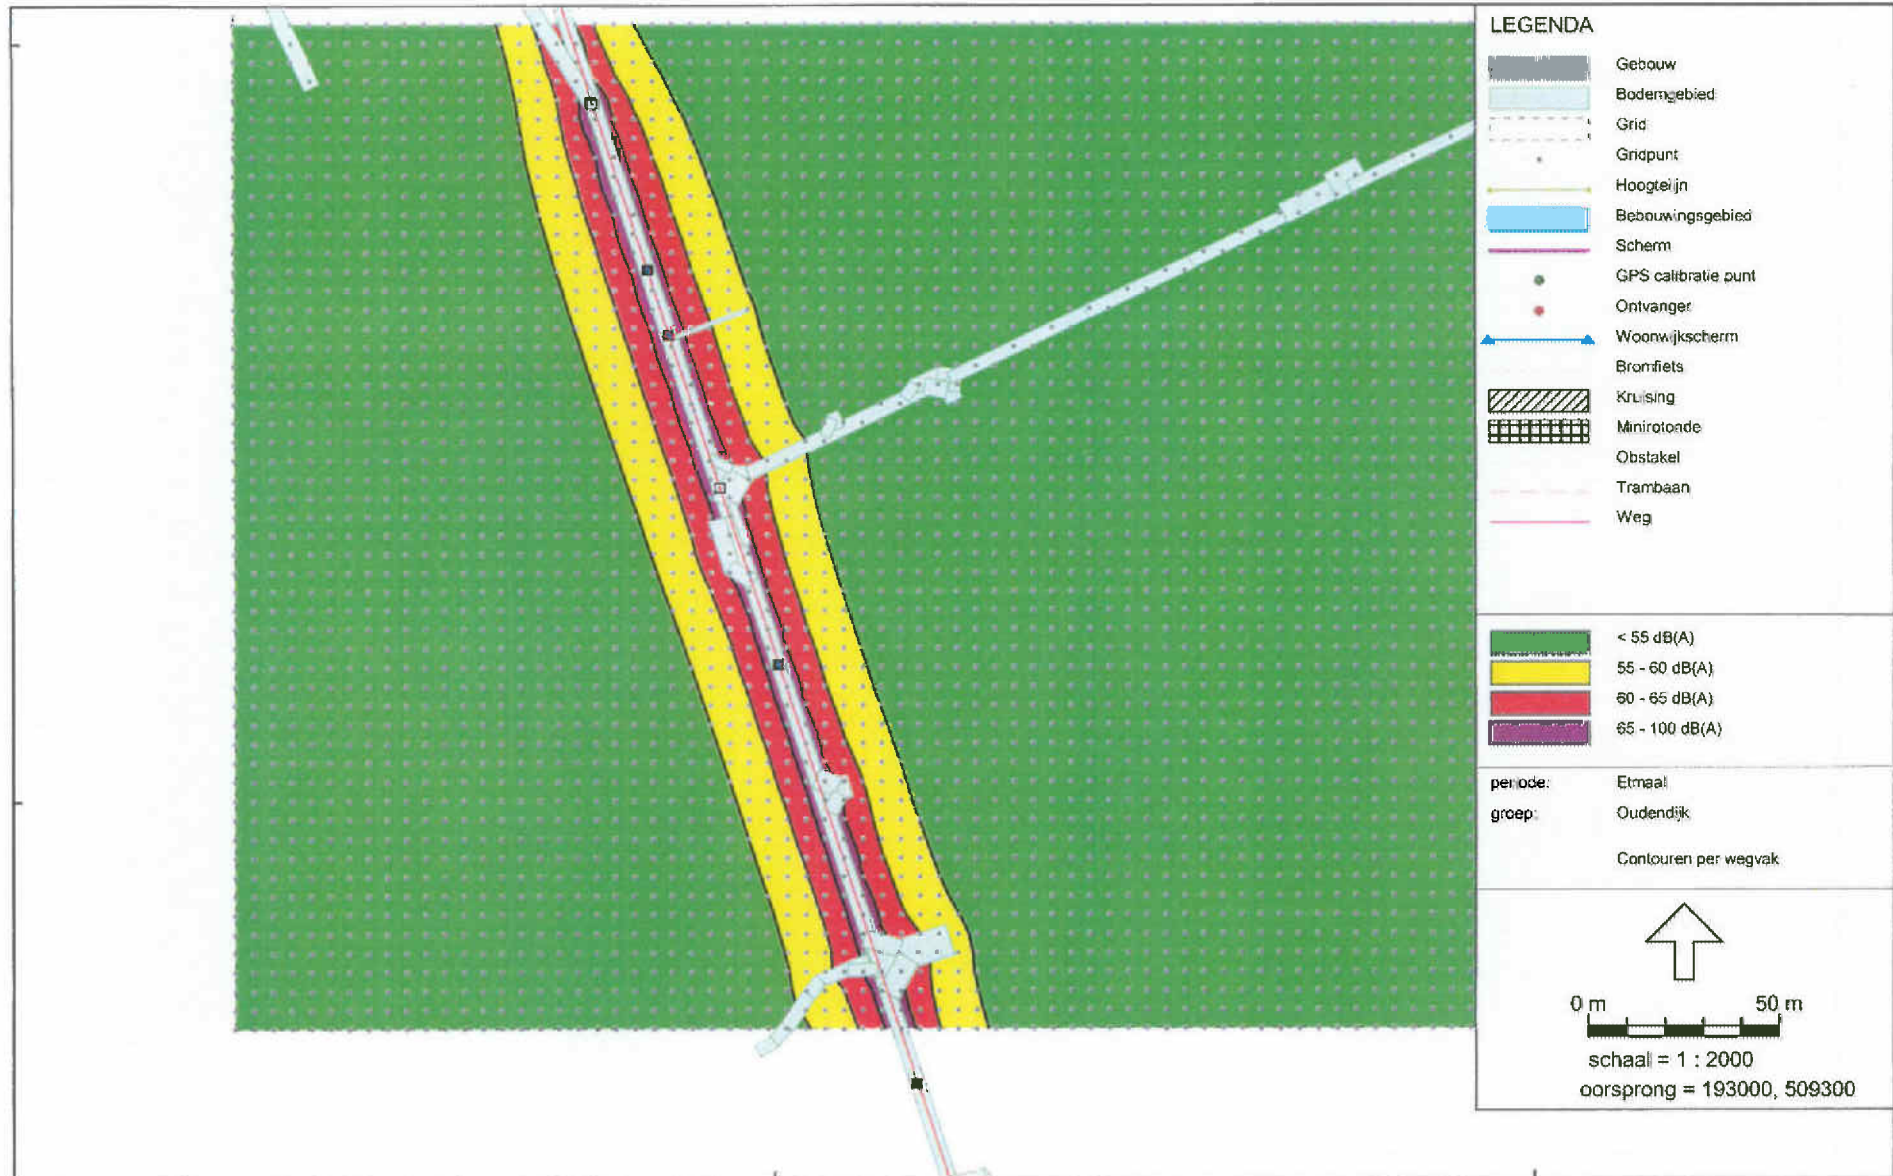 LEGENDA
Gebouw
Bodemgebied
Grid
Gridpunt
Hoogtelijn
Bebouwingsgebied
Scherm
GPS calibratie punt
Ontvanger
Woonwijkscherm
Bromfiets
Kruising
Minirotonde
Obstakel
Trambaan
Weg
< 55 dB(A)
55 - 60 dB(A)
60 - 65 dB(A)
65 - 100 dB(A)
periode: Etmaal
groep: Oudendijk
Contouren per wegvak
0 m 50 m
schaal = 1 : 2000
oorsprong = 193000, 509300